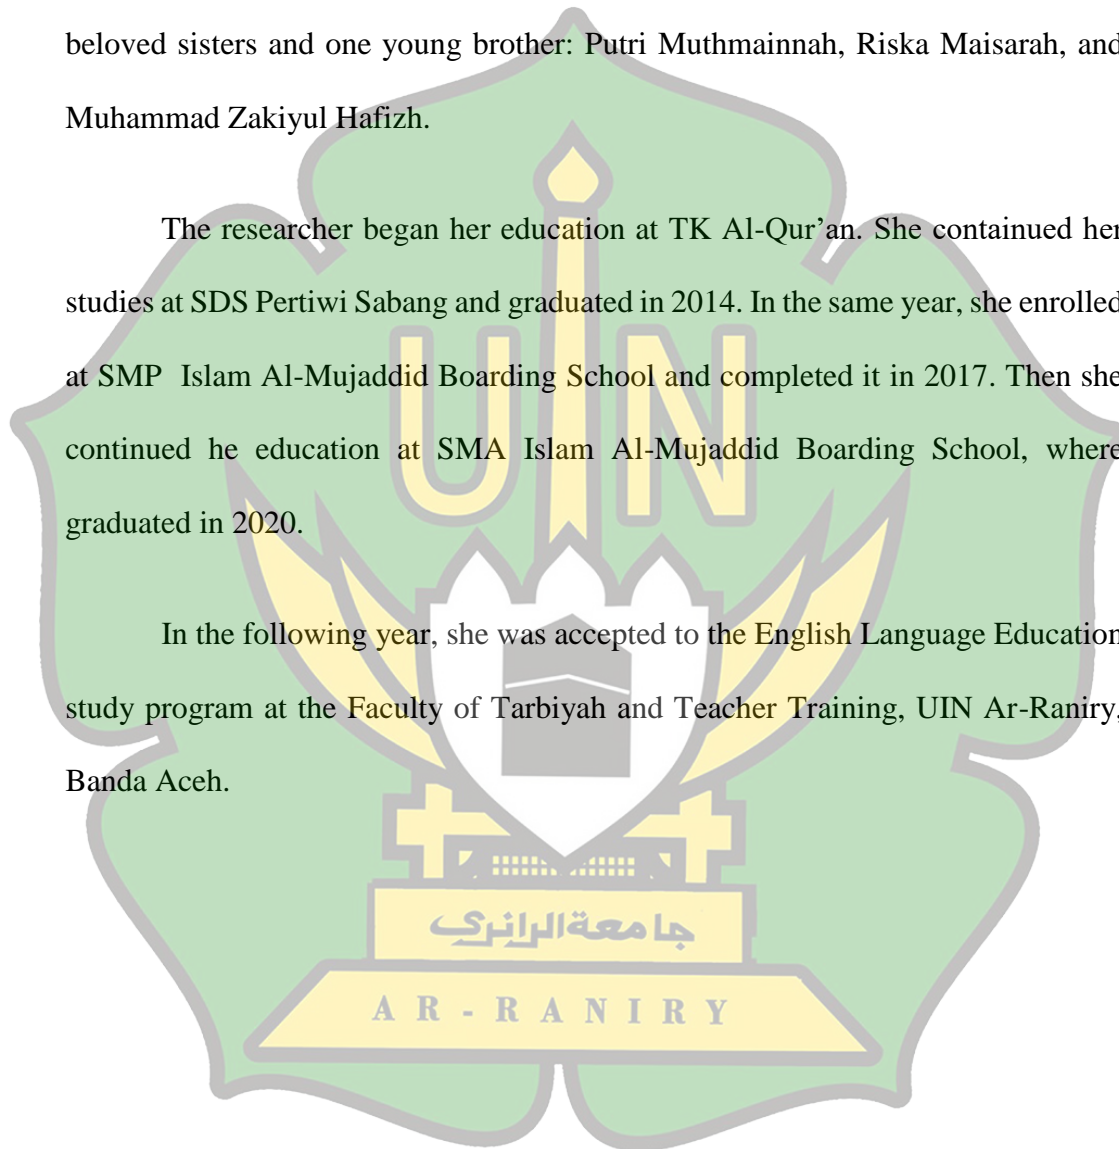 beloved sisters and one young brother: Putri Muthmainnah, Riska Maisarah, and
Muhammad Zakiyul Hafizh.
The researcher began her education at TK Al-Qur’an. She containued her
studies at SDS Pertiwi Sabang and graduated in 2014. In the same year, she enrolled
at SMP  Islam Al-Mujaddid Boarding School and completed it in 2017. Then she
continued he education at SMA Islam Al-Mujaddid Boarding School, where
graduated in 2020.
In the following year, she was accepted to the English Language Education
study program at the Faculty of Tarbiyah and Teacher Training, UIN Ar-Raniry,
Banda Aceh.
UIN
جامعةالرانري
AR-RANIRY